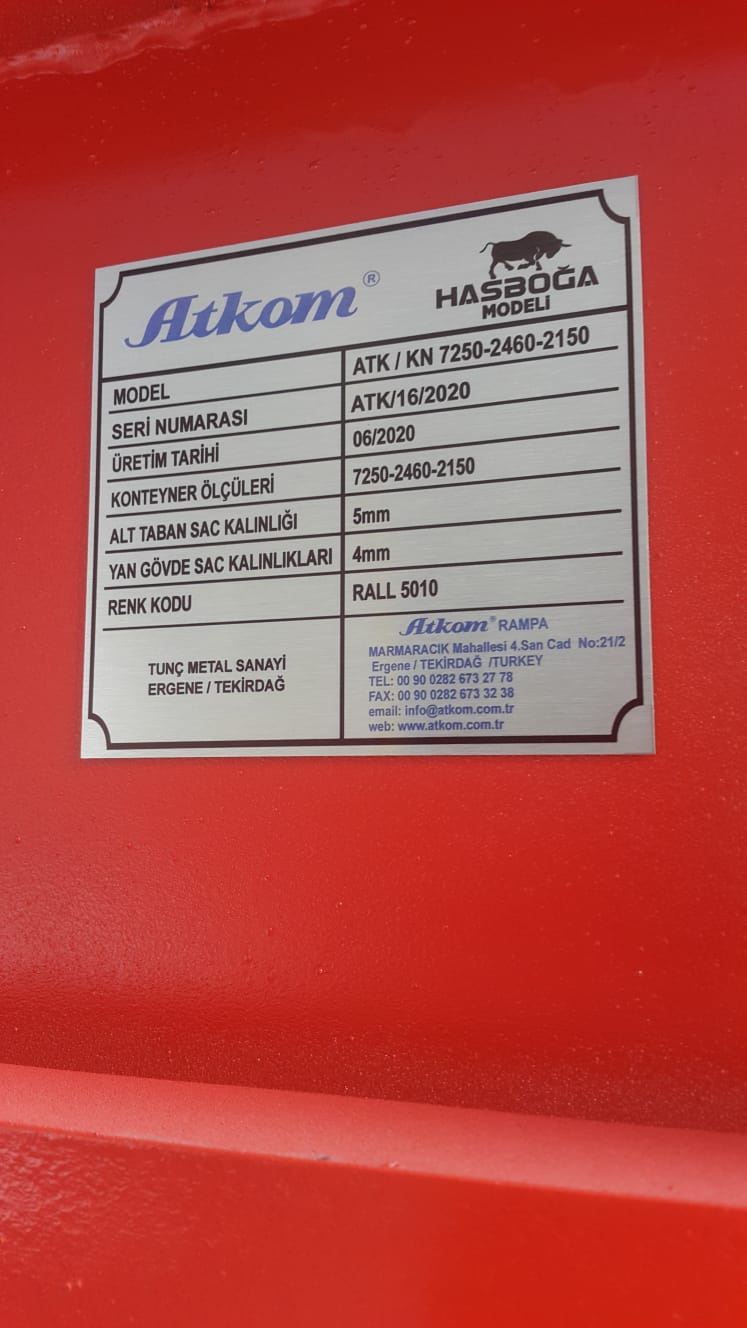 Atkom®
HASBOĞA
MODELİ
MODEL ATK / KN 7250-2460-2150
SERİ NUMARASI ATK/16/2020
ÜRETİM TARİHİ 06/2020
KONTEYNER ÖLÇÜLERİ 7250-2460-2150
ALT TABAN SAC KALINLIĞI 5mm
YAN GÖVDE SAC KALINLIKLARI 4mm
RENK KODU RALL 5010
TUNÇ METAL SANAYİ
ERGENE / TEKİRDAĞ
Atkom® RAMPA
MARMARACIK Mahallesi 4.San Cad No:21/2
Ergene / TEKİRDAĞ /TURKEY
TEL: 00 90 0282 673 27 78
FAX: 00 90 0282 673 32 38
email: info@atkom.com.tr
web: www.atkom.com.tr